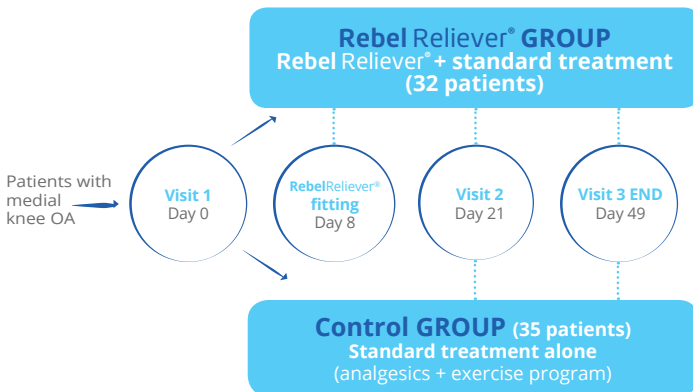 Rebel Reliever® GROUP
Rebel Reliever® + standard treatment
(32 patients)
Patients with
medial
knee OA
Visit 1
Day 0
RebelReliever®
fitting
Day 8
Visit 2
Day 21
Visit 3 END
Day 49
Control GROUP (35 patients)
Standard treatment alone
(analgesics + exercise program)